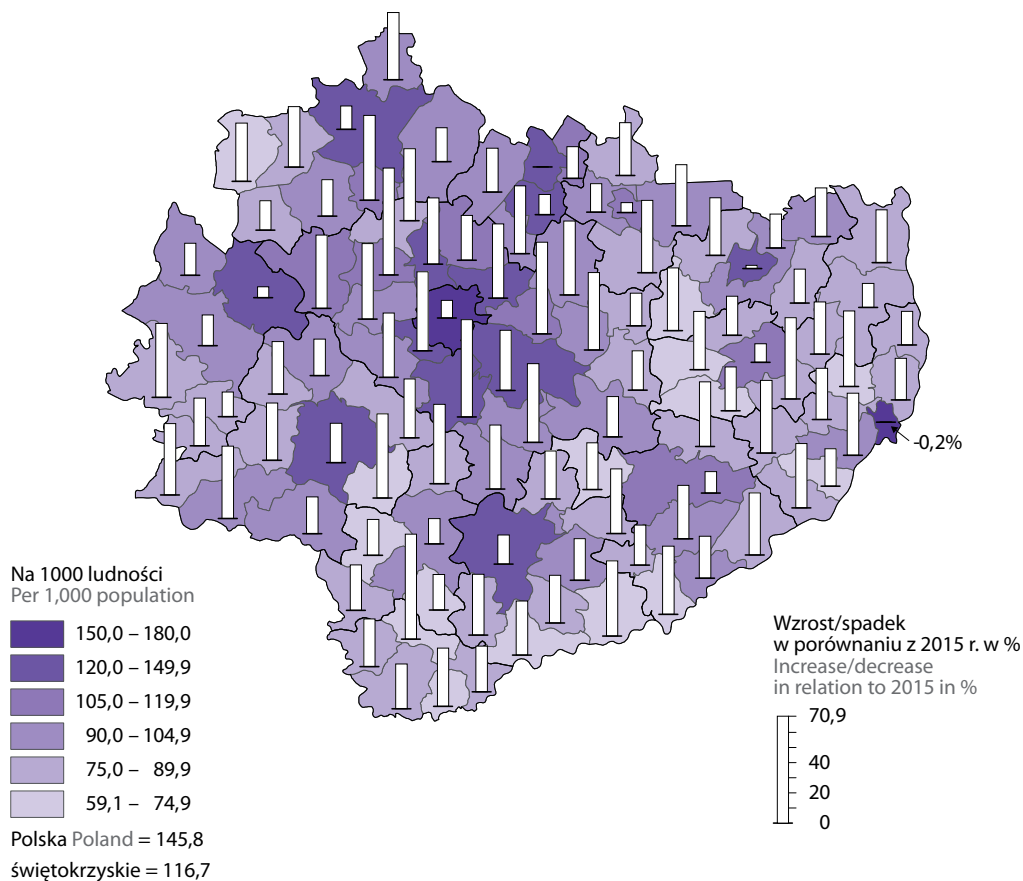 -0,2%
Na 1000 ludności
Per 1,000 population
150,0 – 180,0
120,0 – 149,9
105,0 – 119,9
90,0 – 104,9
75,0 – 89,9
59,1 – 74,9
Polska Poland = 145,8
świętokrzyskie = 116,7
Wzrost/spadek
w porównaniu z 2015 r. w %
Increase/decrease
in relation to 2015 in %
70,9
40
20
0